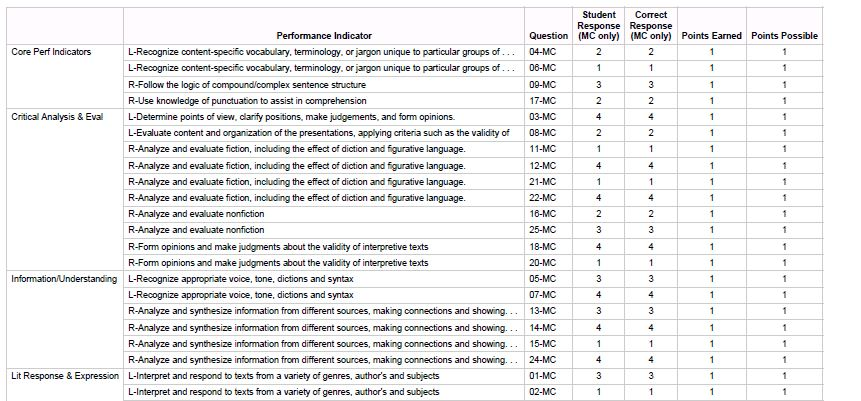 Performance Indicator Question Student Response (MC only) Correct Response (MC only) Points Earned Points Possible
Core Perf Indicators L-Recognize content-specific vocabulary, terminology, or jargon unique to particular groups of . . . 04-MC 2 2 1 1
L-Recognize content-specific vocabulary, terminology, or jargon unique to particular groups of . . . 06-MC 1 1 1 1
R-Follow the logic of compound/complex sentence structure 09-MC 3 3 1 1
R-Use knowledge of punctuation to assist in comprehension 17-MC 2 2 1 1
Critical Analysis & Eval L-Determine points of view, clarify positions, make judgements, and form opinions. 03-MC 4 4 1 1
L-Evaluate content and organization of the presentations, applying criteria such as the validity of 08-MC 2 2 1 1
R-Analyze and evaluate fiction, including the effect of diction and figurative language. 11-MC 1 1 1 1
R-Analyze and evaluate fiction, including the effect of diction and figurative language. 12-MC 4 4 1 1
R-Analyze and evaluate fiction, including the effect of diction and figurative language. 21-MC 1 1 1 1
R-Analyze and evaluate fiction, including the effect of diction and figurative language. 22-MC 4 4 1 1
R-Analyze and evaluate nonfiction 16-MC 2 2 1 1
R-Analyze and evaluate nonfiction 25-MC 3 3 1 1
R-Form opinions and make judgments about the validity of interpretive texts 18-MC 4 4 1 1
R-Form opinions and make judgments about the validity of interpretive texts 20-MC 1 1 1 1
Information/Understanding L-Recognize appropriate voice, tone, dictions and syntax 05-MC 3 3 1 1
L-Recognize appropriate voice, tone, dictions and syntax 07-MC 4 4 1 1
R-Analyze and synthesize information from different sources, making connections and showing. . . 13-MC 3 3 1 1
R-Analyze and synthesize information from different sources, making connections and showing. . . 14-MC 4 4 1 1
R-Analyze and synthesize information from different sources, making connections and showing. . . 15-MC 1 1 1 1
R-Analyze and synthesize information from different sources, making connections and showing. . . 24-MC 4 4 1 1
Lit Response & Expression L-Interpret and respond to texts from a variety of genres, author's and subjects 01-MC 3 3 1 1
L-Interpret and respond to texts from a variety of genres, author's and subjects 02-MC 1 1 1 1